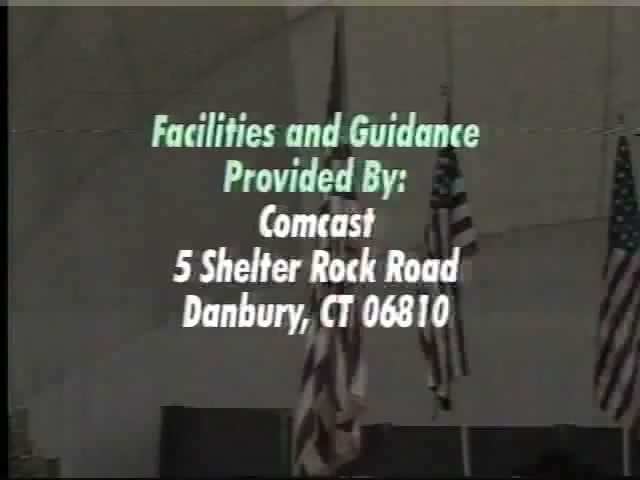 Facilities and Guidance
Provided By:
Comcast
5 Shelter Rock Road
Danbury, CT 06810